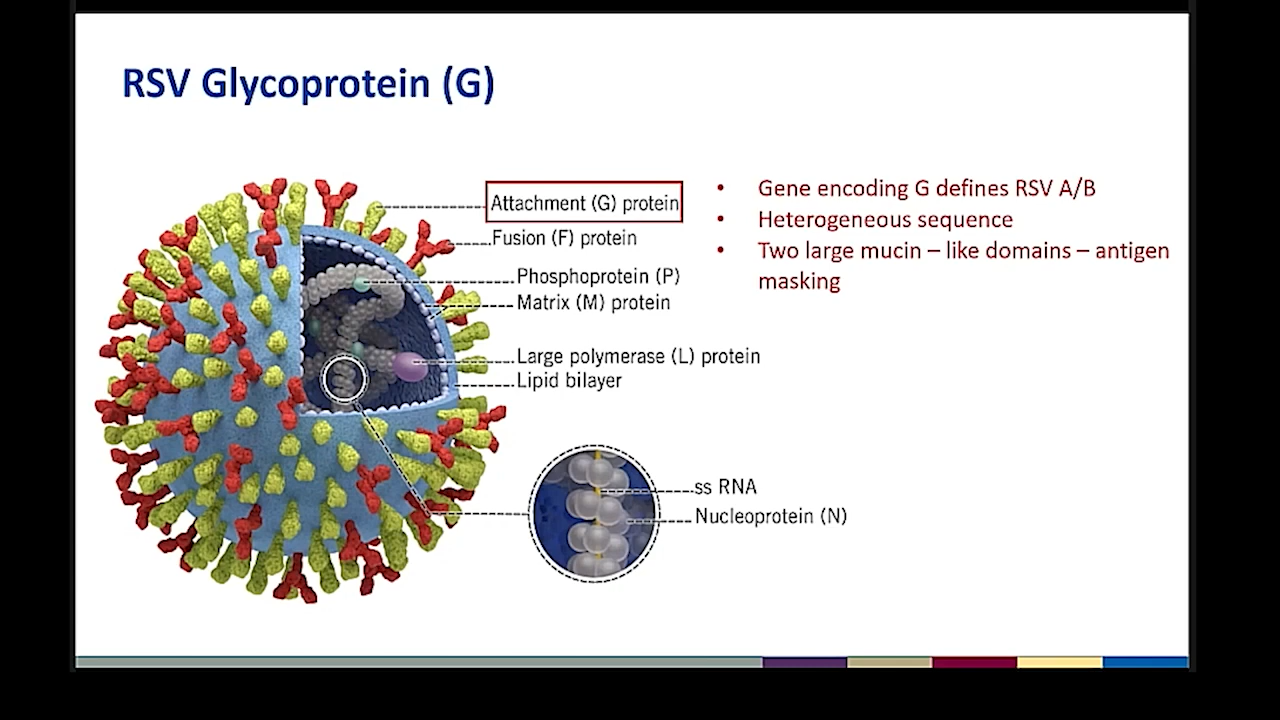 RSV Glycoprotein (G)
Attachment (G) protein
Fusion (F) protein
Phosphoprotein (P)
Matrix (M) protein
Large polymerase (L) protein
Lipid bilayer
ss RNA
Nucleoprotein (N)
• Gene encoding G defines RSV A/B
• Heterogeneous sequence
• Two large mucin – like domains – antigen
masking